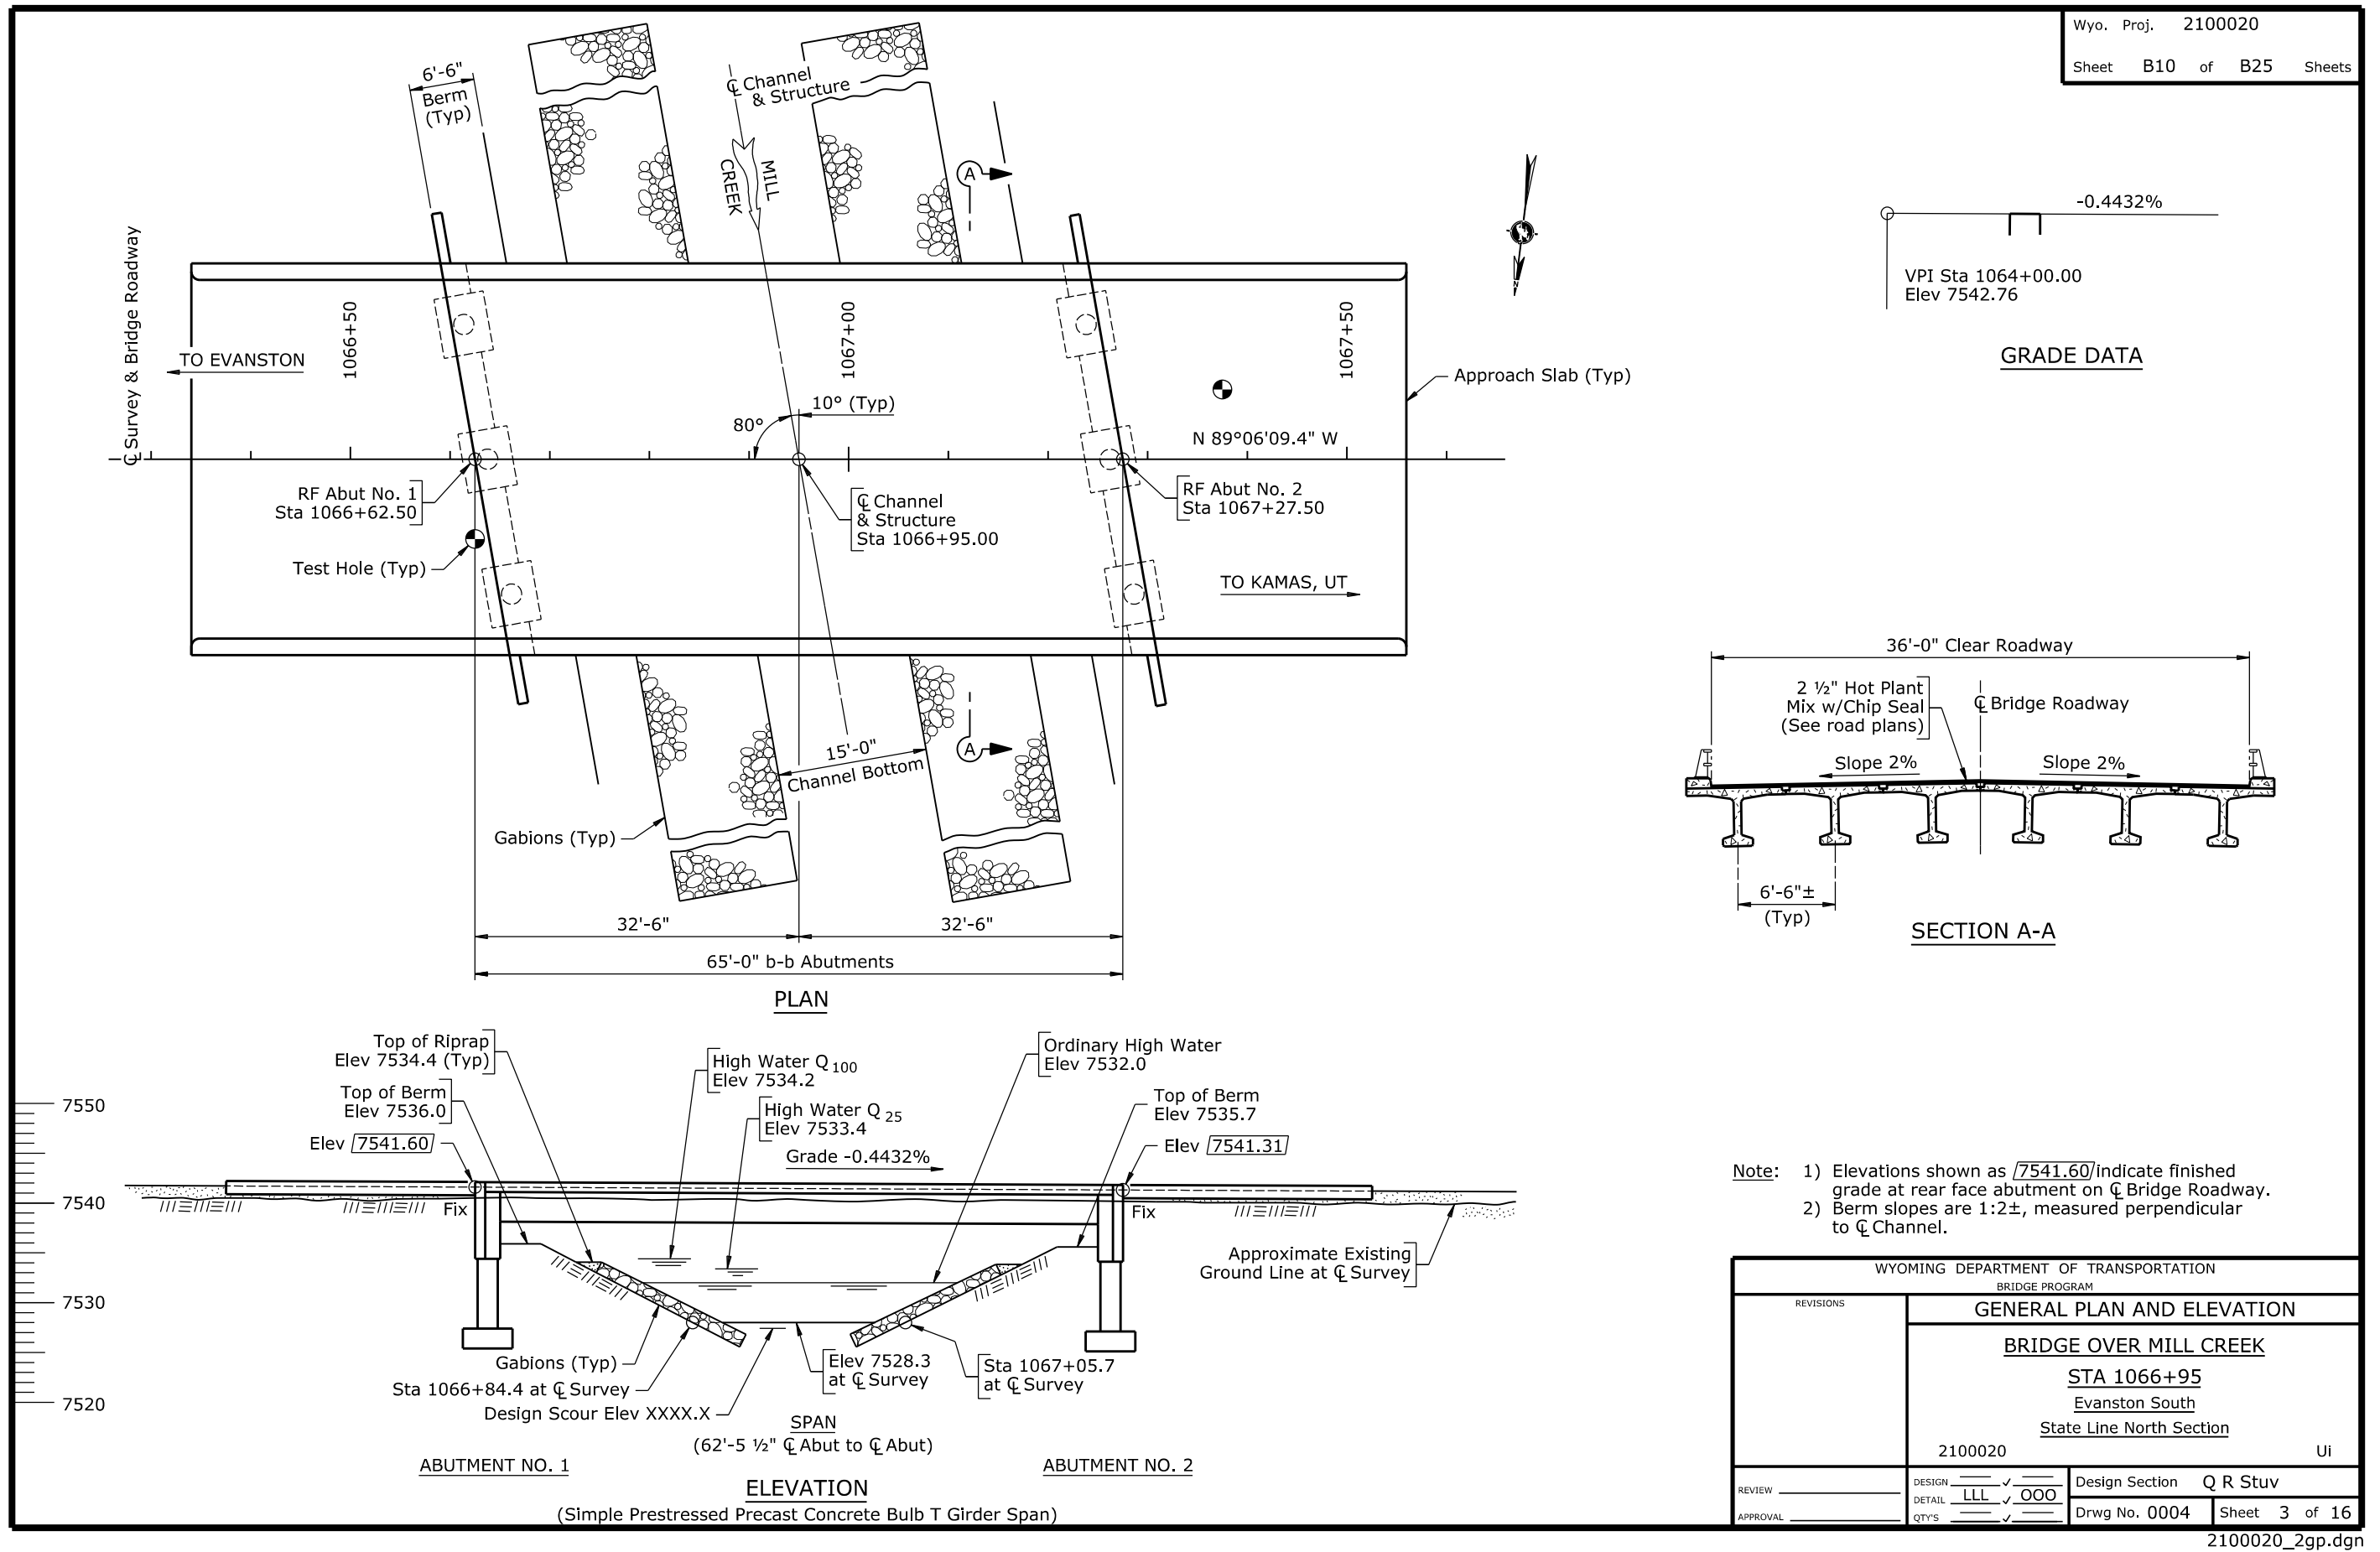 Wyo. Proj. 2100020
Sheet B10 of B25 Sheets
6'-6"
Berm
(Typ)
℄ Channel
& Structure
MILL
CREEK
A
℄ Survey & Bridge Roadway
TO EVANSTON
1066+50
1067+00
1067+50
10° (Typ)
80°
N 89°06'09.4" W
Approach Slab (Typ)
N
RF Abut No. 1
Sta 1066+62.50
℄ Channel
& Structure
Sta 1066+95.00
RF Abut No. 2
Sta 1067+27.50
Test Hole (Typ)
TO KAMAS, UT
15'-0"
Channel Bottom
A
Gabions (Typ)
32'-6"
32'-6"
65'-0" b-b Abutments
PLAN
-0.4432%
VPI Sta 1064+00.00
Elev 7542.76
GRADE DATA
36'-0" Clear Roadway
2 ½" Hot Plant
Mix w/Chip Seal
(See road plans)
℄ Bridge Roadway
Slope 2%
Slope 2%
6'-6"±
(Typ)
SECTION A-A
Top of Riprap
Elev 7534.4 (Typ)
Top of Berm
Elev 7536.0
Elev 7541.60
High Water Q100
Elev 7534.2
High Water Q25
Elev 7533.4
Grade -0.4432%
Ordinary High Water
Elev 7532.0
Top of Berm
Elev 7535.7
Elev 7541.31
7550
7540
7530
7520
Fix
Fix
Approximate Existing
Ground Line at ℄ Survey
Gabions (Typ)
Sta 1066+84.4 at ℄ Survey
Design Scour Elev XXXX.X
Elev 7528.3
at ℄ Survey
Sta 1067+05.7
at ℄ Survey
SPAN
(62'-5 ½" ℄ Abut to ℄ Abut)
ABUTMENT NO. 1
ABUTMENT NO. 2
ELEVATION
(Simple Prestressed Precast Concrete Bulb T Girder Span)
Note: 1) Elevations shown as 7541.60 indicate finished
grade at rear face abutment on ℄ Bridge Roadway.
2) Berm slopes are 1:2±, measured perpendicular
to ℄ Channel.
WYOMING DEPARTMENT OF TRANSPORTATION
BRIDGE PROGRAM
REVISIONS
GENERAL PLAN AND ELEVATION
BRIDGE OVER MILL CREEK
STA 1066+95
Evanston South
State Line North Section
2100020 Ui
REVIEW
APPROVAL
DESIGN ✓
DETAIL LLL ✓ OOO
QTY'S ✓
Design Section Q R Stuv
Drwg No. 0004
Sheet 3 of 16
2100020_2gp.dgn